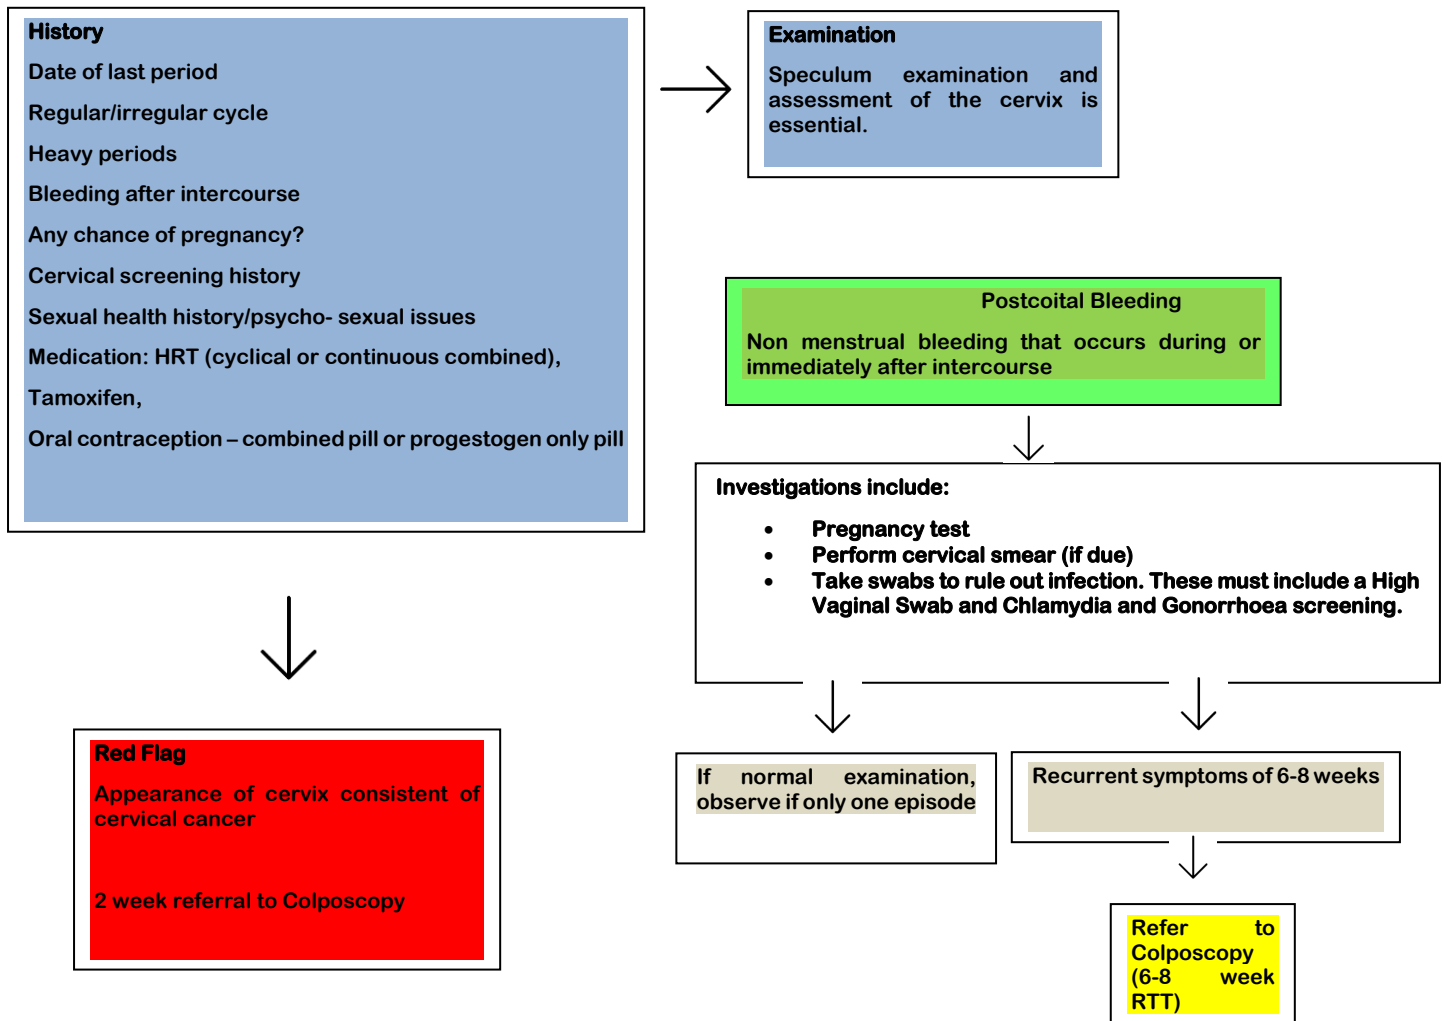 History
Date of last period
Regular/irregular cycle
Heavy periods
Bleeding after intercourse
Any chance of pregnancy?
Cervical screening history
Sexual health history/psycho- sexual issues
Medication: HRT (cyclical or continuous combined),
Tamoxifen,
Oral contraception – combined pill or progestogen only pill
Examination
Speculum examination and
assessment of the cervix is
essential.
Postcoital Bleeding
Non menstrual bleeding that occurs during or
immediately after intercourse
Investigations include:
• Pregnancy test
• Perform cervical smear (if due)
• Take swabs to rule out infection. These must include a High
Vaginal Swab and Chlamydia and Gonorrhoea screening.
Red Flag
Appearance of cervix consistent of
cervical cancer
2 week referral to Colposcopy
If normal examination,
observe if only one episode
Recurrent symptoms of 6-8 weeks
Refer to
Colposcopy
(6-8 week
RTT)